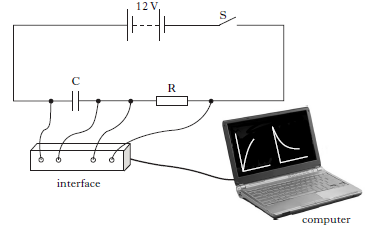 12 V
S
C
R
interface
computer